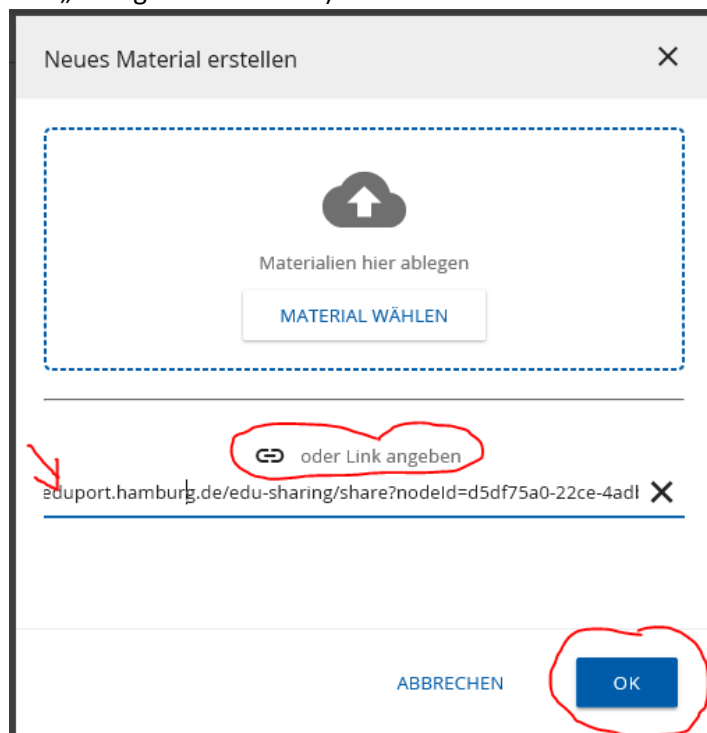 Neues Material erstellen
Materialien hier ablegen
MATERIAL WÄHLEN
oder Link angeben
eduport.hamburg.de/edu-sharing/share?nodeId=d5df75a0-22ce-4adb
ABBRECHEN
OK